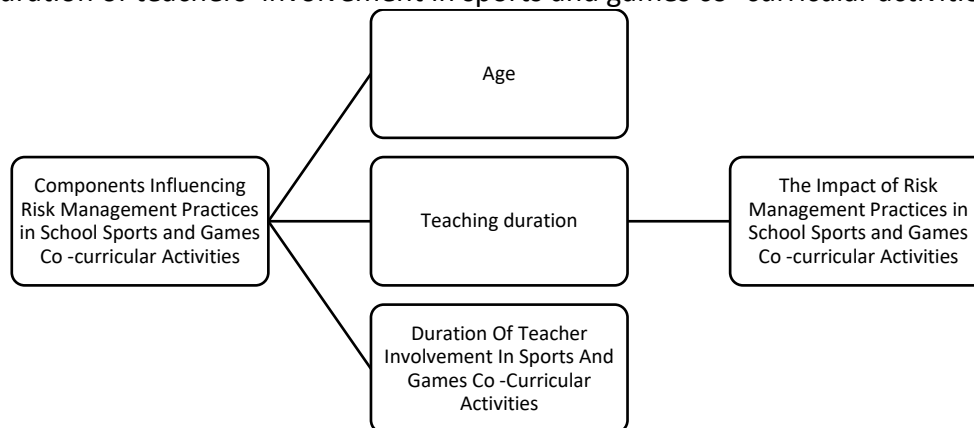 duration of teachers' involvement in sports and games co -curricular activitie
Age
Components Influencing
Risk Management Practices
in School Sports and Games
Co -curricular Activities
Teaching duration
The Impact of Risk
Management Practices in
School Sports and Games
Co -curricular Activities
Duration Of Teacher
Involvement In Sports And
Games Co -Curricular
Activities